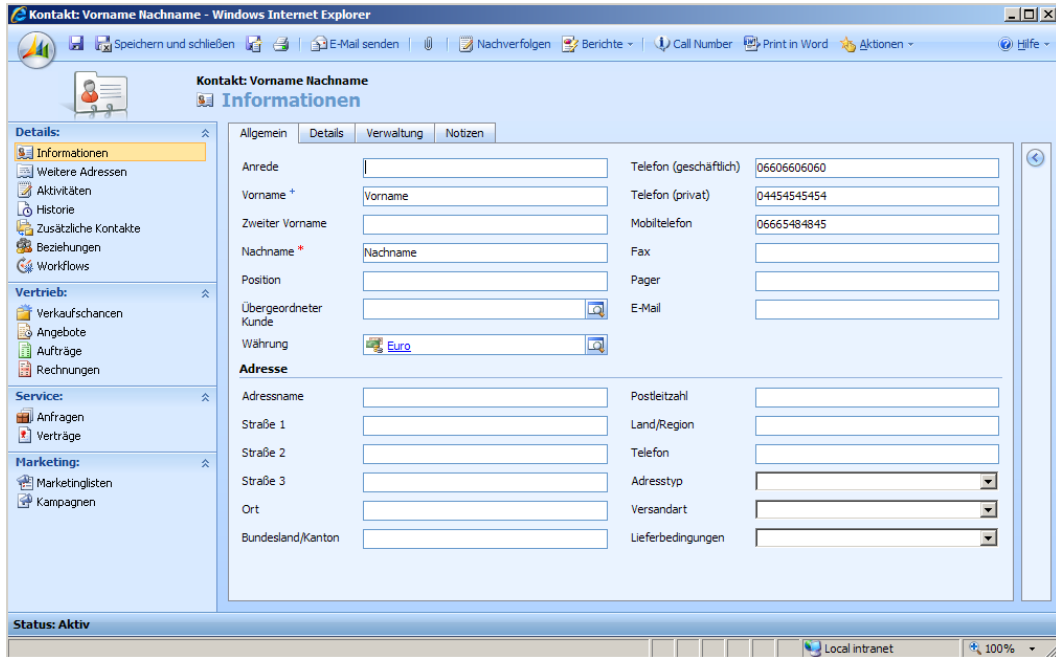 Kontakt: Vorname Nachname - Windows Internet Explorer
Speichern und schließen E-Mail senden Nachverfolgen Berichte Call Number Print in Word Aktionen Hilfe
Kontakt: Vorname Nachname
Informationen
Details:
Informationen
Weitere Adressen
Aktivitäten
Historie
Zusätzliche Kontakte
Beziehungen
Workflows
Vertrieb:
Verkaufschancen
Angebote
Aufträge
Rechnungen
Service:
Anfragen
Verträge
Marketing:
Marketinglisten
Kampagnen
Allgemein Details Verwaltung Notizen
Anrede Telefon (geschäftlich) 06606606060
Vorname + Vorname Telefon (privat) 04454545454
Zweiter Vorname Mobiltelefon 06665484845
Nachname * Nachname Fax
Position Pager
Übergeordneter E-Mail
Kunde
Währung Euro
Adresse
Adressname Postleitzahl
Straße 1 Land/Region
Straße 2 Telefon
Straße 3 Adresstyp
Ort Versandart
Bundesland/Kanton Lieferbedingungen
Status: Aktiv
Local intranet 100%